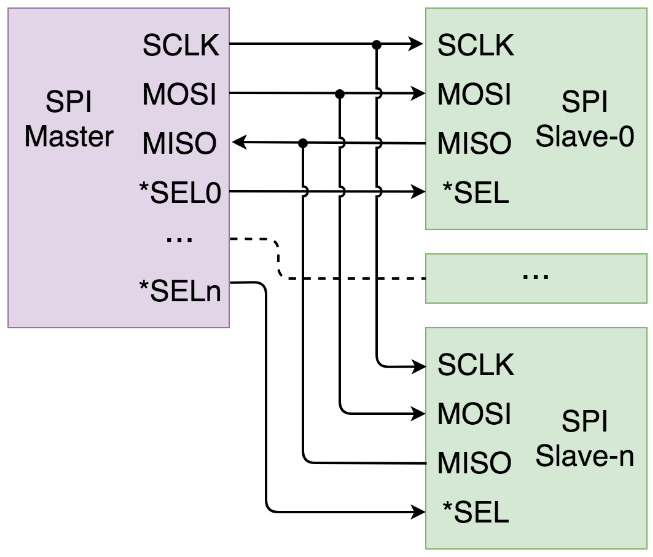 SPI
Master
SCLK
MOSI
MISO
*SEL0
...
*SELn
SCLK
MOSI
MISO
*SEL
SPI
Slave-0
...
SCLK
MOSI
MISO
*SEL
SPI
Slave-n